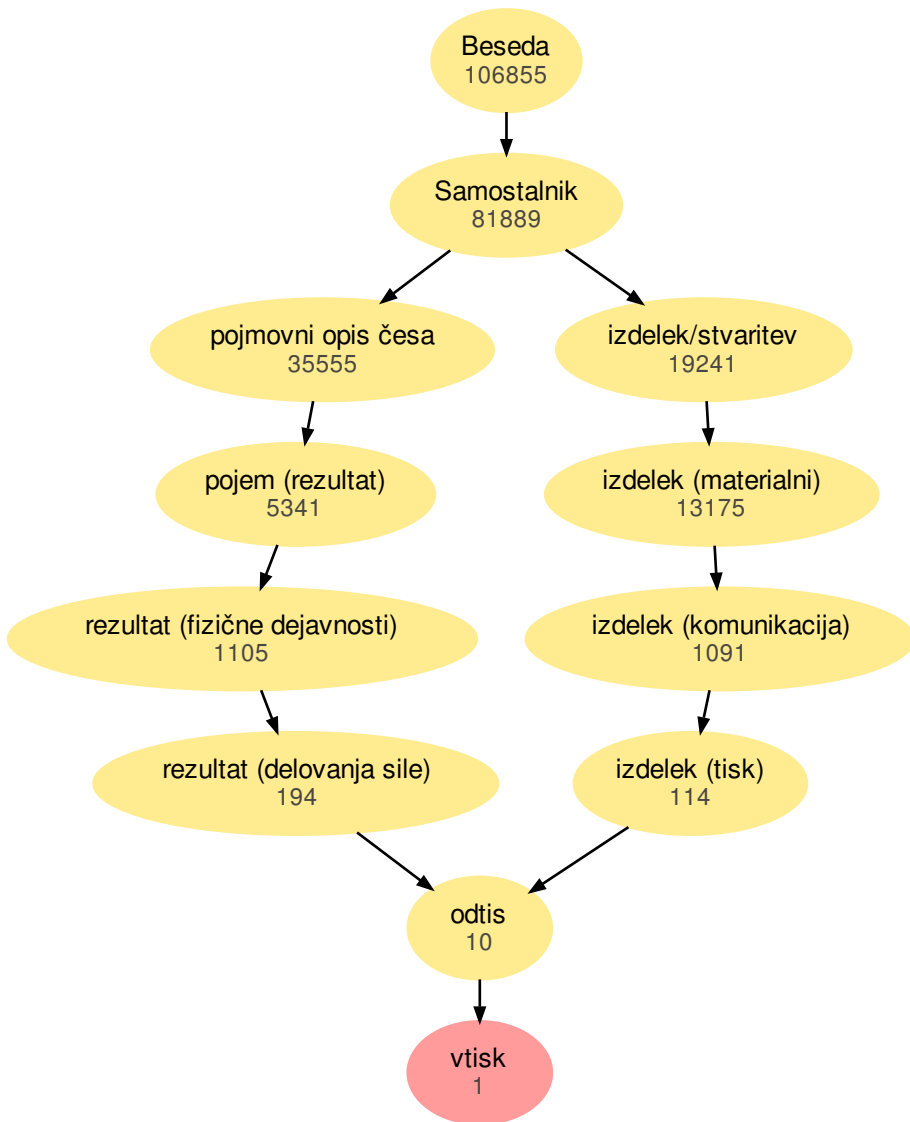 Beseda
106855
Samostalnik
81889
pojmovni opis česa
35555
izdelek/stvaritev
19241
pojem (rezultat)
5341
izdelek (materialni)
13175
rezultat (fizične dejavnosti)
1105
izdelek (komunikacija)
1091
rezultat (delovanja sile)
194
izdelek (tisk)
114
odtis
10
vtisk
1